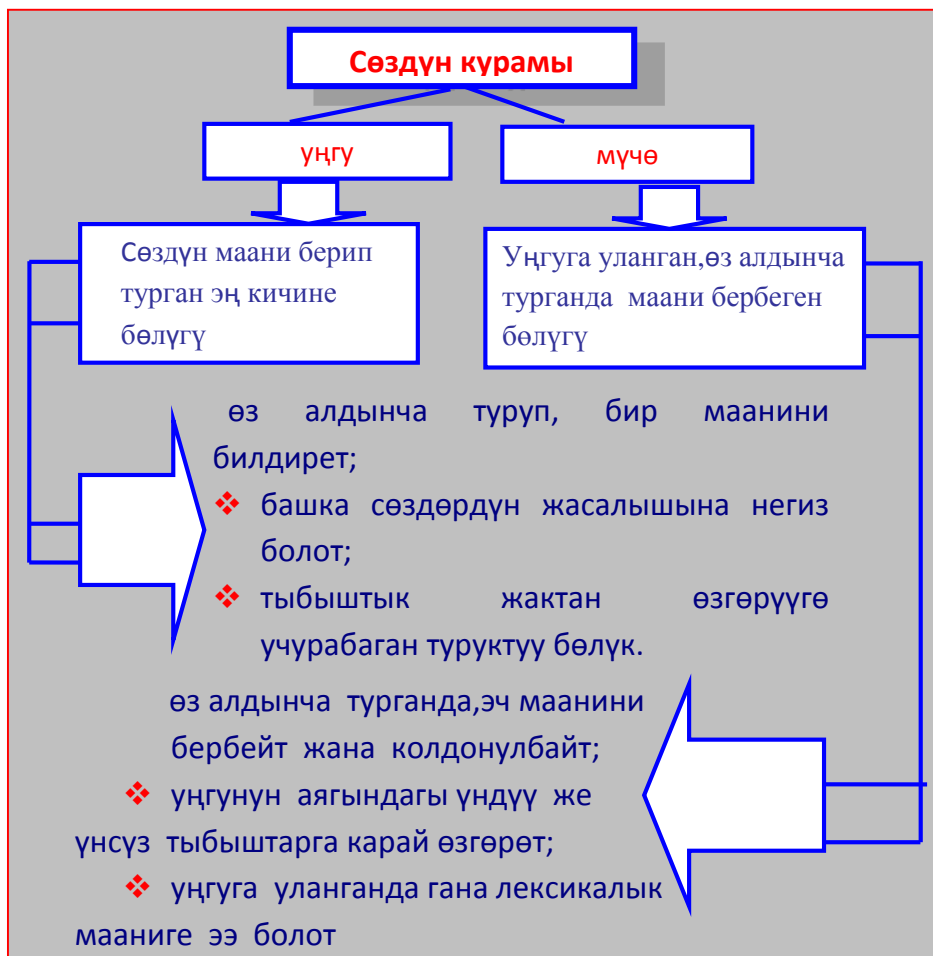 Сөздүн курамы
уңгу
мүчө
Сөздүн маани берип
турган эң кичине
бөлүгү
Уңгуга уланган,өз алдынча
турганда маани бербеген
бөлүгү
өз алдынча туруп, бир маанини
билдирет;
❖ башка сөздөрдүн жасалышына негиз
болот;
❖ тыбыштык жактан өзгөрүүгө
учурабаган туруктуу бөлүк.
өз алдынча турганда,эч маанини
бербейт жана колдонулбайт;
❖ уңгунун аягындагы үндүү же
үнсүз тыбыштарга карай өзгөрөт;
❖ уңгуга уланганда гана лексикалык
мааниге ээ болот